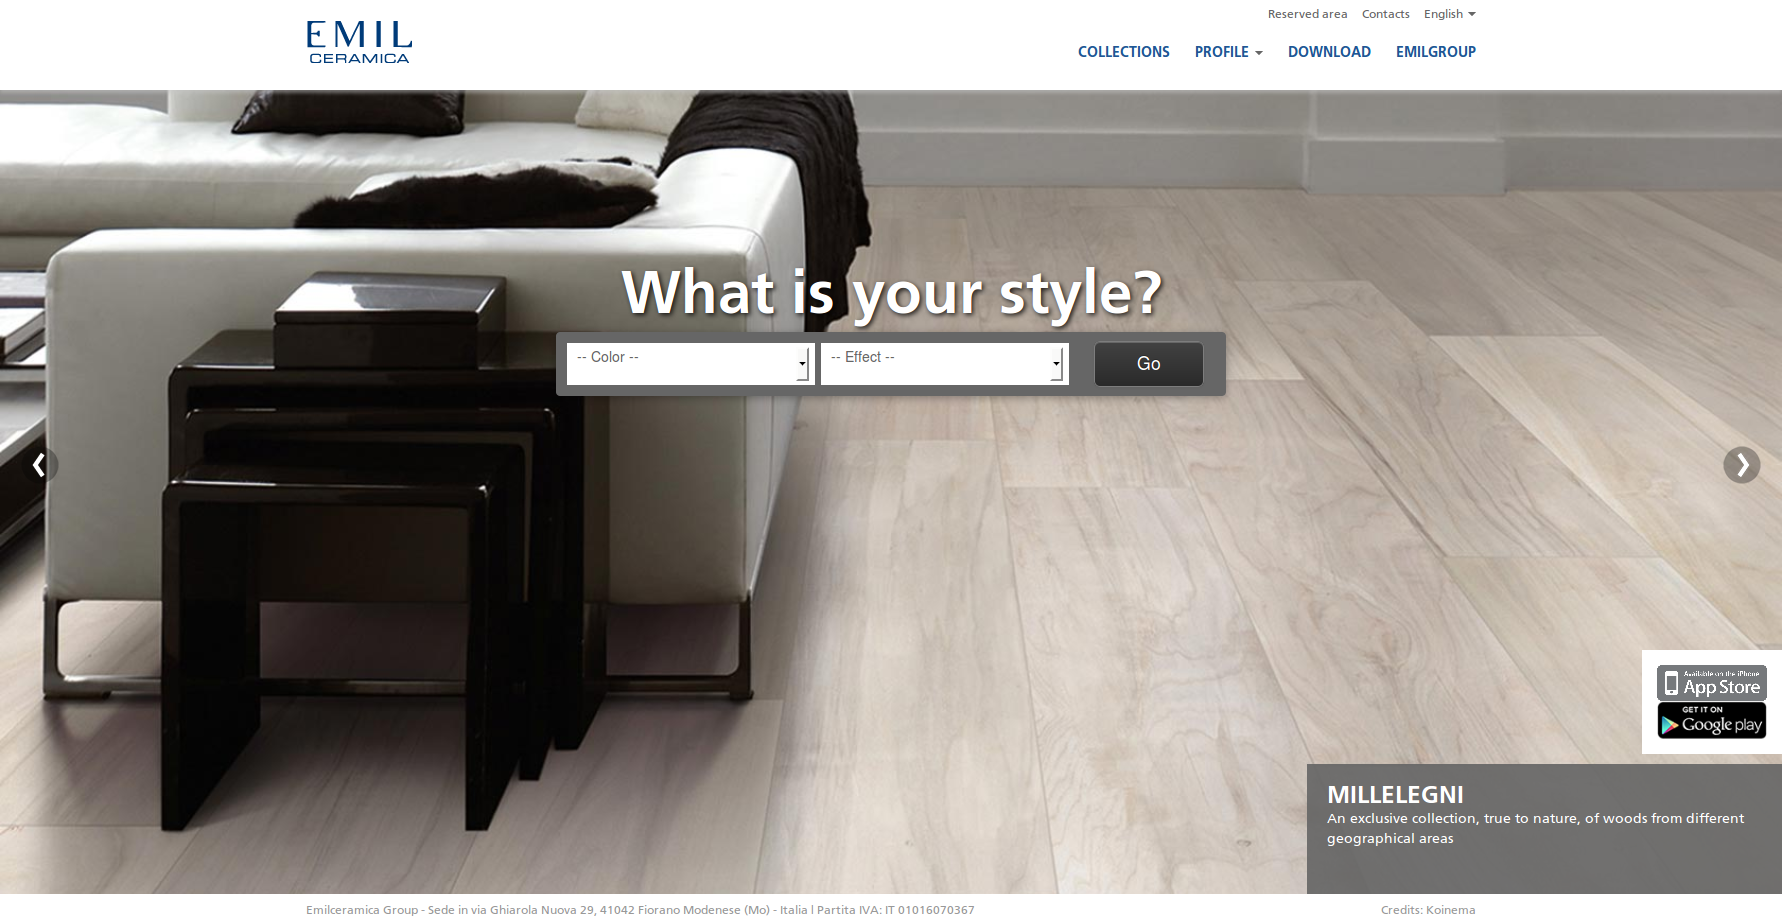 Reserved area Contacts English
EMIL
CERAMICA
COLLECTIONS PROFILE DOWNLOAD EMILGROUP
What is your style?
-- Color -- -- Effect -- Go
Available on the iPhone
App Store
GET IT ON
Google play
MILLELEGNI
An exclusive collection, true to nature, of woods from different
geographical areas
Emilceramica Group - Sede in via Ghiarola Nuova 29, 41042 Fiorano Modenese (Mo) - Italia | Partita IVA: IT 01016070367 Credits: Koinema